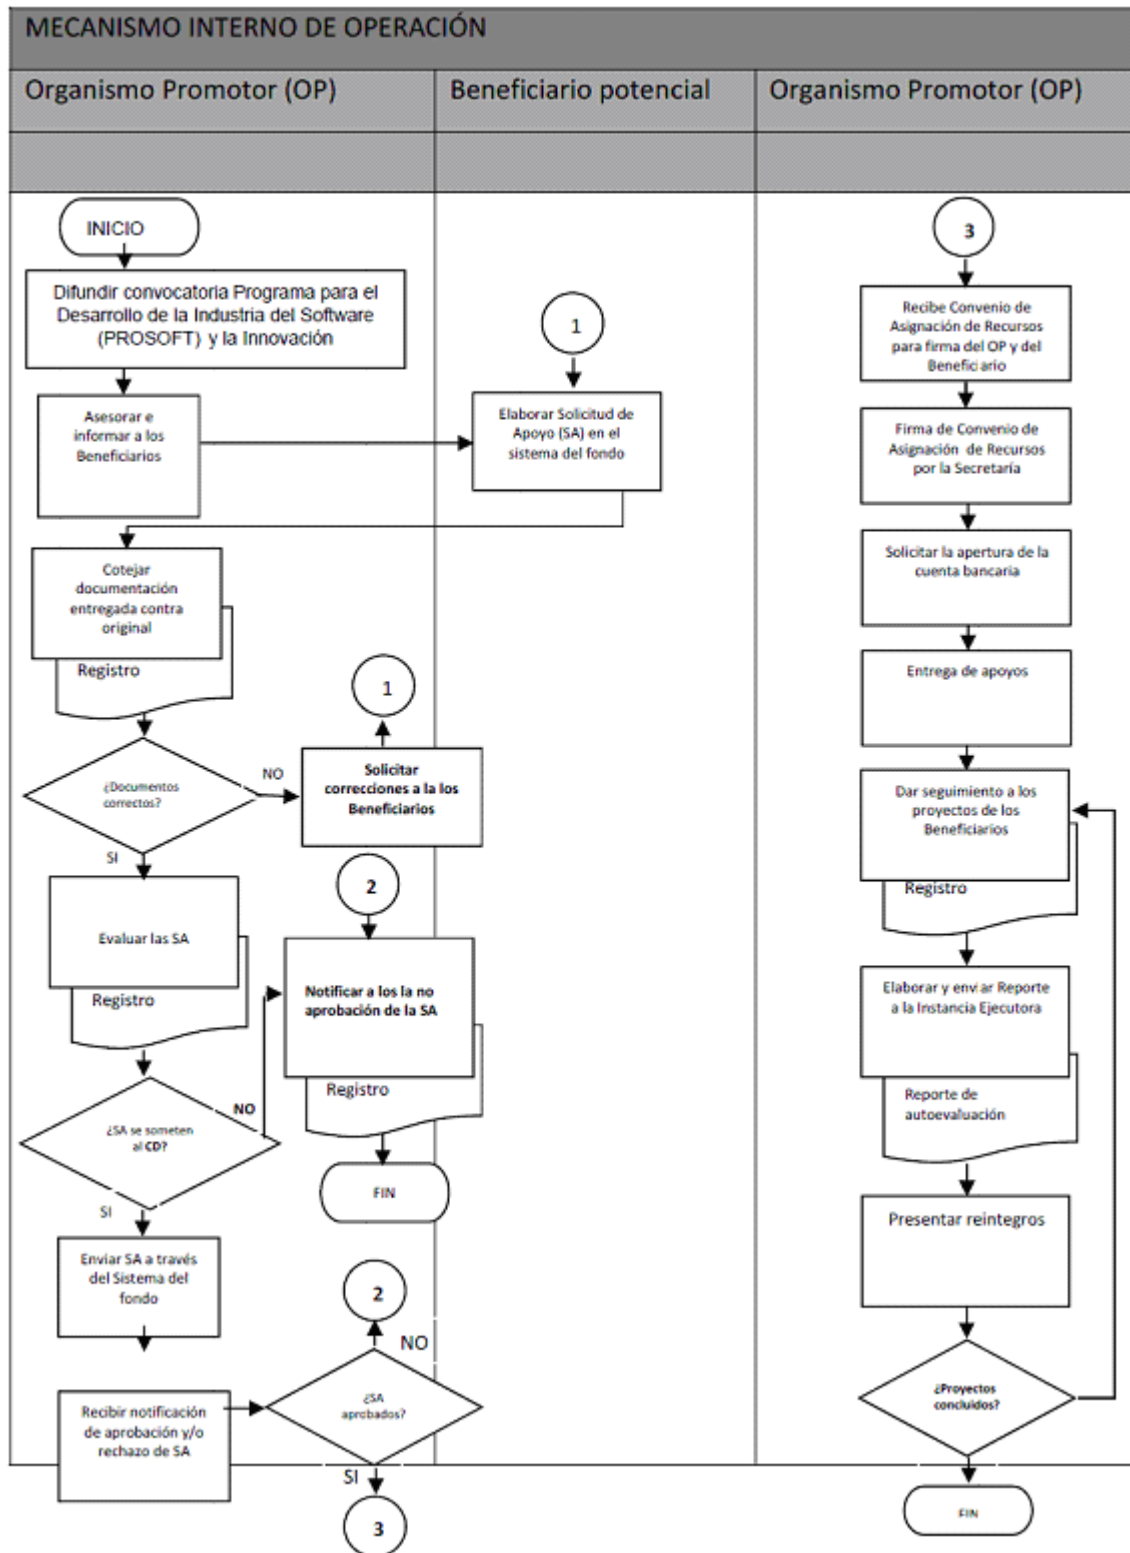 MECANISMO INTERNO DE OPERACIÓN
Organismo Promotor (OP)
Beneficiario potencial
Organismo Promotor (OP)
INICIO
Difundir convocatoria Programa para el
Desarrollo de la Industria del Software
(PROSOFT) y la Innovación
Asesorar e
informar a los
Beneficiarios
1
Elaborar Solicitud de
Apoyo (SA) en el
sistema del fondo
Cotejar
documentación
entregada contra
original
Registro
¿Documentos
correctos?
NO
SI
1
Solicitar
correcciones a la los
Beneficiarios
Evaluar las SA
Registro
2
Notificar a los la no
aprobación de la SA
Registro
FIN
¿SA se someten
al CD?
NO
SI
Enviar SA a través
del Sistema del
fondo
Recibir notificación
de aprobación y/o
rechazo de SA
2
NO
¿SA
aprobados?
SI
3
3
Recibe Convenio de
Asignación de Recursos
para firma del OP y del
Beneficiario
Firma de Convenio de
Asignación de Recursos
por la Secretaría
Solicitar la apertura de la
cuenta bancaria
Entrega de apoyos
Dar seguimiento a los
proyectos de los
Beneficiarios
Registro
Elaborar y enviar Reporte
a la Instancia Ejecutora
Reporte de
autoevaluación
Presentar reintegros
¿Proyectos
concluidos?
FIN